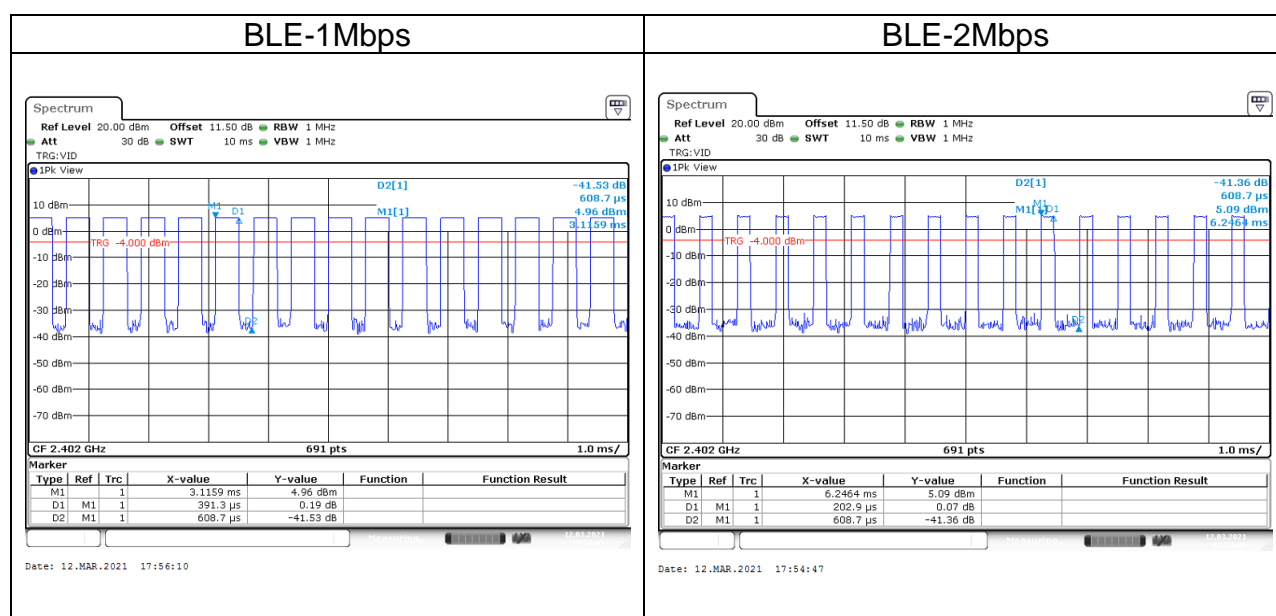 BLE-1Mbps
BLE-2Mbps
Spectrum
Ref Level 20.00 dBm Offset 11.50 dB RBW 1 MHz
Att 30 dB SWT 10 ms VBW 1 MHz
TRG:VID
1Pk View
D2[1] -41.53 dB
608.7 µs
10 dBm
M1
D1
M1[1] 4.96 dBm
3.1159 ms
0 dBm
TRG -4.000 dBm
-10 dBm
-20 dBm
-30 dBm
D2
-40 dBm
-50 dBm
-60 dBm
-70 dBm
CF 2.402 GHz 691 pts 1.0 ms/
Marker
Type Ref Trc X-value Y-value Function Function Result
M1 1 3.1159 ms 4.96 dBm
D1 M1 1 391.3 µs 0.19 dB
D2 M1 1 608.7 µs -41.53 dB
Measuring... 12.03.2021
Date: 12.MAR.2021 17:56:10
Spectrum
Ref Level 20.00 dBm Offset 11.50 dB RBW 1 MHz
Att 30 dB SWT 10 ms VBW 1 MHz
TRG:VID
1Pk View
D2[1] -41.36 dB
608.7 µs
10 dBm
M1
M1[1] D1 5.09 dBm
6.2464 ms
0 dBm
TRG -4.000 dBm
-10 dBm
-20 dBm
-30 dBm
D2
-40 dBm
-50 dBm
-60 dBm
-70 dBm
CF 2.402 GHz 691 pts 1.0 ms/
Marker
Type Ref Trc X-value Y-value Function Function Result
M1 1 6.2464 ms 5.09 dBm
D1 M1 1 202.9 µs 0.07 dB
D2 M1 1 608.7 µs -41.36 dB
Measuring... 12.03.2021
Date: 12.MAR.2021 17:54:47